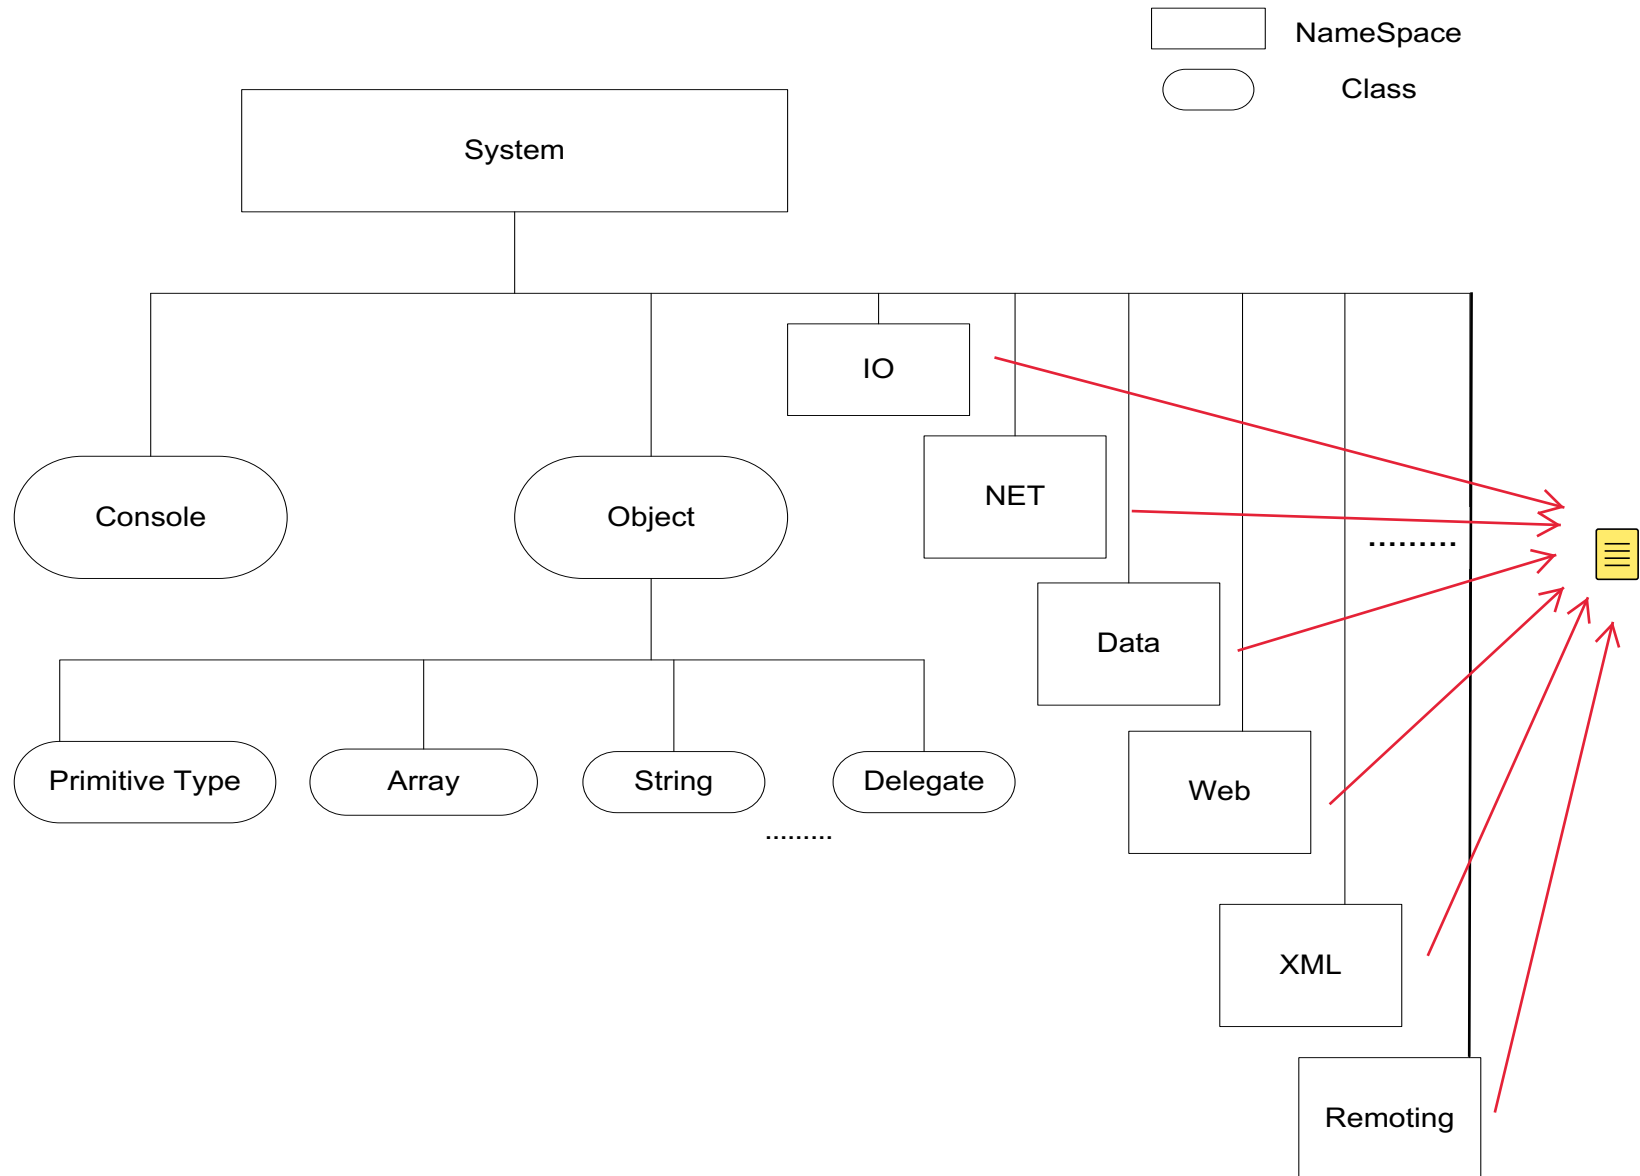 NameSpace
Class
System
IO
NET
Console
Object
.........
Data
Primitive Type
Array
String
Delegate
Web
.........
XML
Remoting